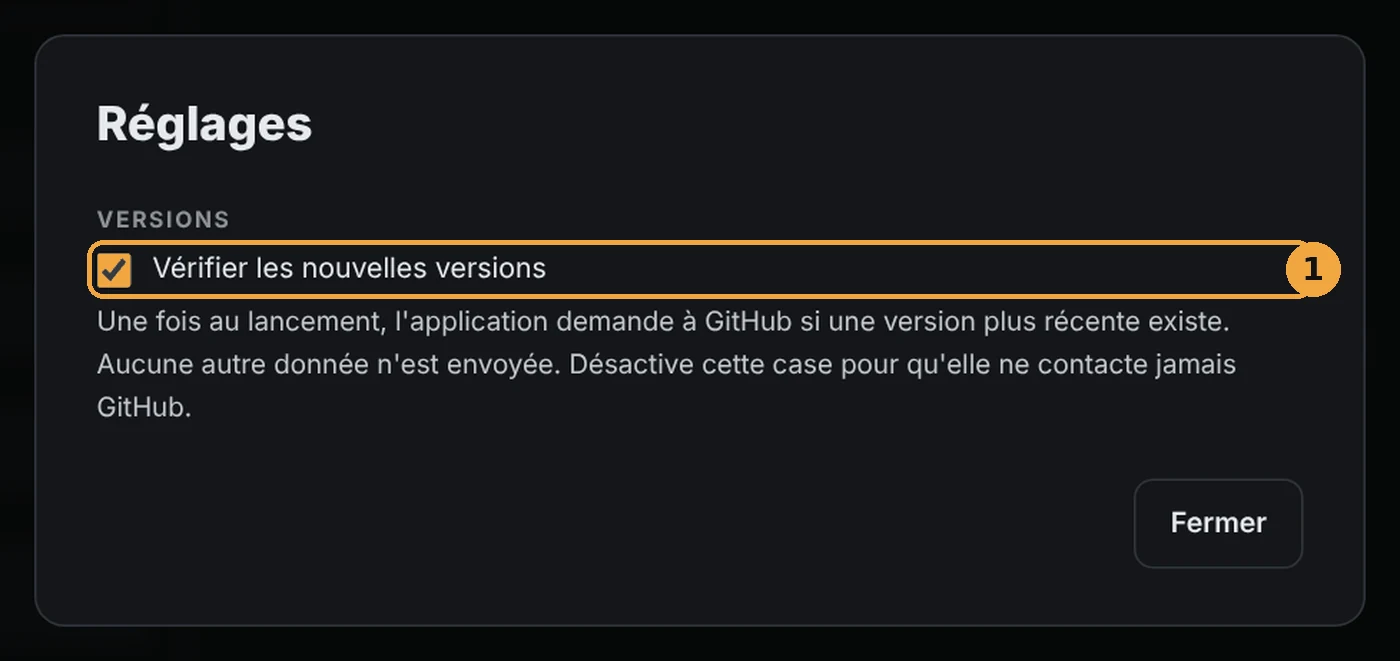 Réglages
VERSIONS
Vérifier les nouvelles versions
1
Une fois au lancement, l'application demande à GitHub si une version plus récente existe.
Aucune autre donnée n'est envoyée. Désactive cette case pour qu'elle ne contacte jamais
GitHub.
Fermer